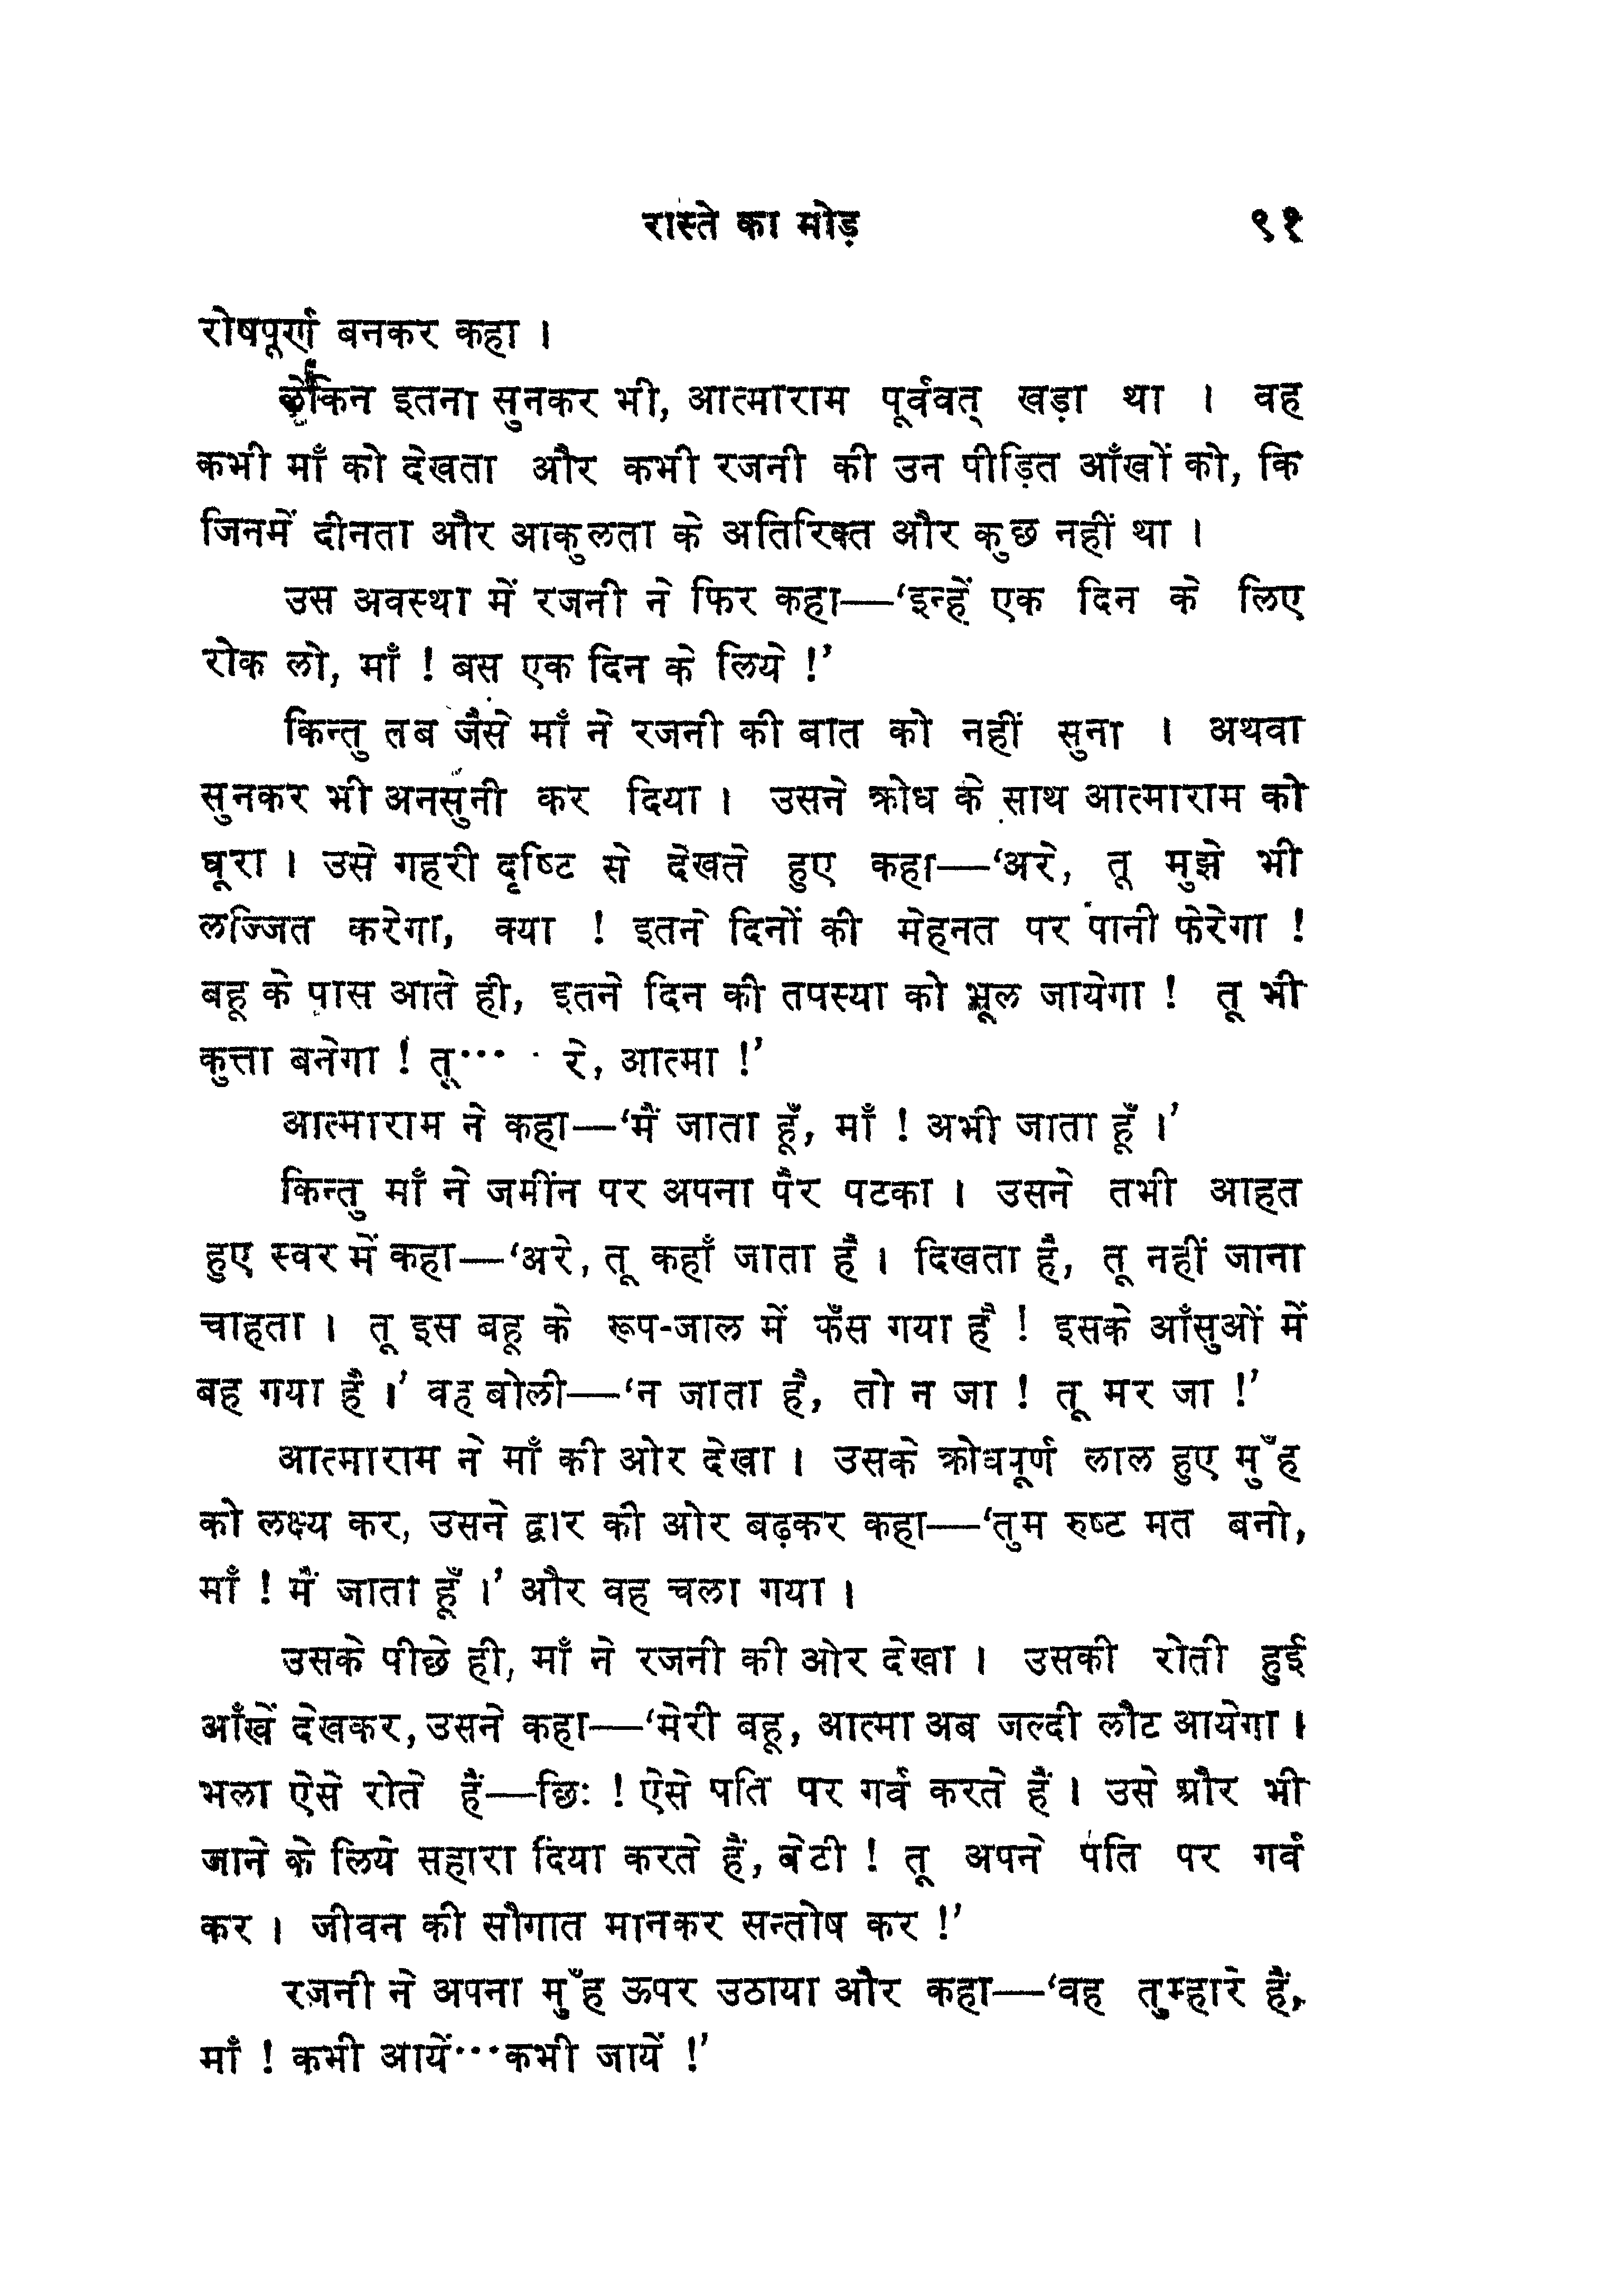 रास्ते का मोड़ ९१
रोषपूर्ण बनकर कहा ।
लेकिन इतना सुनकर भी, आत्माराम पूर्ववत् खड़ा था । वह
कभी माँ को देखता और कभी रजनी की उन पीड़ित आँखों को, कि
जिनमें दीनता और आकुलता के अतिरिक्त और कुछ नहीं था ।
उस अवस्था में रजनी ने फिर कहा—‘इन्हें एक दिन के लिए
रोक लो, माँ ! बस एक दिन के लिये !’
किन्तु तब जैसे माँ ने रजनी की बात को नहीं सुना । अथवा
सुनकर भी अनसुनी कर दिया । उसने क्रोध के साथ आत्माराम को
घूरा । उसे गहरी दृष्टि से देखते हुए कहा—‘अरे, तू मुझे भी
लज्जित करेगा, क्या ! इतने दिनों की मेहनत पर पानी फेरेगा !
बहू के पास आते ही, इतने दिन की तपस्या को भूल जायेगा ! तू भी
कुत्ता बनेगा ! तू··· · रे, आत्मा !’
आत्माराम ने कहा—‘मैं जाता हूँ, माँ ! अभी जाता हूँ ।’
किन्तु माँ ने जमींन पर अपना पैर पटका । उसने तभी आहत
हुए स्वर में कहा—‘अरे, तू कहाँ जाता है । दिखता है, तू नहीं जाना
चाहता । तू इस बहू के रूप-जाल में फँस गया है ! इसके आँसुओं में
बह गया है ।’ वह बोली—‘न जाता है, तो न जा ! तू मर जा !’
आत्माराम ने माँ की ओर देखा । उसके क्रोधपूर्ण लाल हुए मुँह
को लक्ष्य कर, उसने द्वार की ओर बढ़कर कहा—‘तुम रुष्ट मत बनो,
माँ ! मैं जाता हूँ ।’ और वह चला गया ।
उसके पीछे ही, माँ ने रजनी की ओर देखा । उसकी रोती हुई
आँखें देखकर, उसने कहा—‘मेरी बहू, आत्मा अब जल्दी लौट आयेगा ।
भला ऐसे रोते हैं—छिः ! ऐसे पति पर गर्व करते हैं । उसे और भी
जाने के लिये सहारा दिया करते हैं, बेटी ! तू अपने पति पर गर्व
कर । जीवन की सौगात मानकर सन्तोष कर !’
रजनी ने अपना मुँह ऊपर उठाया और कहा—‘वह तुम्हारे हैं,
माँ ! कभी आयें···कभी जायें !’